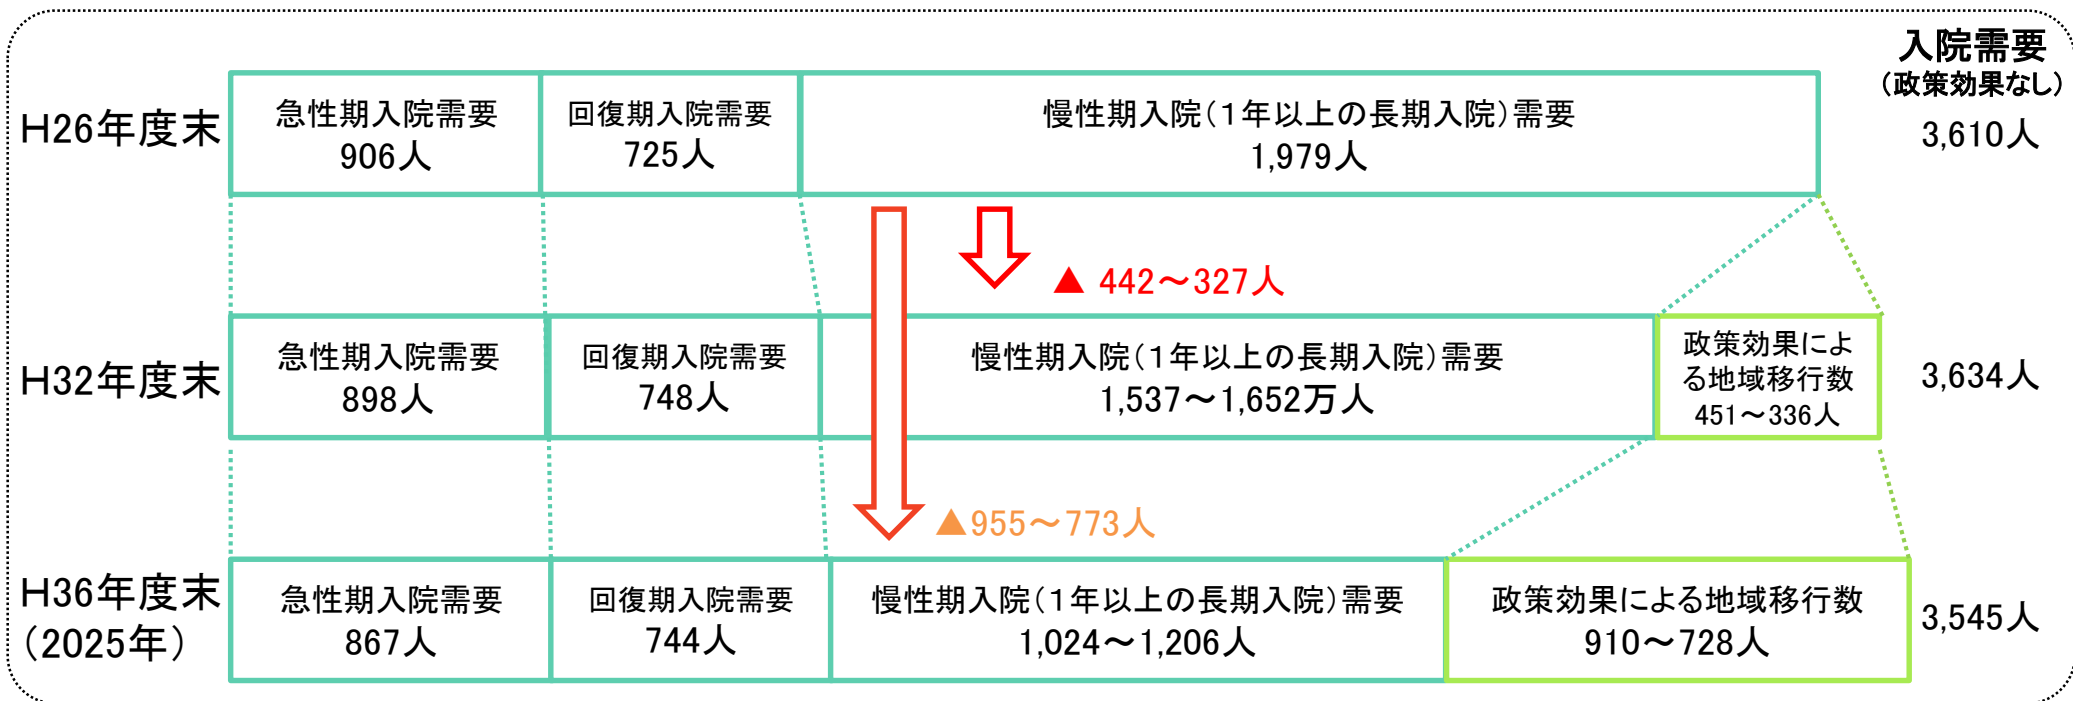 入院需要
（政策効果なし）
H26年度末
急性期入院需要
906人
回復期入院需要
725人
慢性期入院（１年以上の長期入院）需要
1,979人
3,610人
▲ 442～327人
H32年度末
急性期入院需要
898人
回復期入院需要
748人
慢性期入院（１年以上の長期入院）需要
1,537～1,652万人
政策効果によ
る地域移行数
451～336人
3,634人
▲955～773人
H36年度末
（2025年）
急性期入院需要
867人
回復期入院需要
744人
慢性期入院（１年以上の長期入院）需要
1,024～1,206人
政策効果による地域移行数
910～728人
3,545人